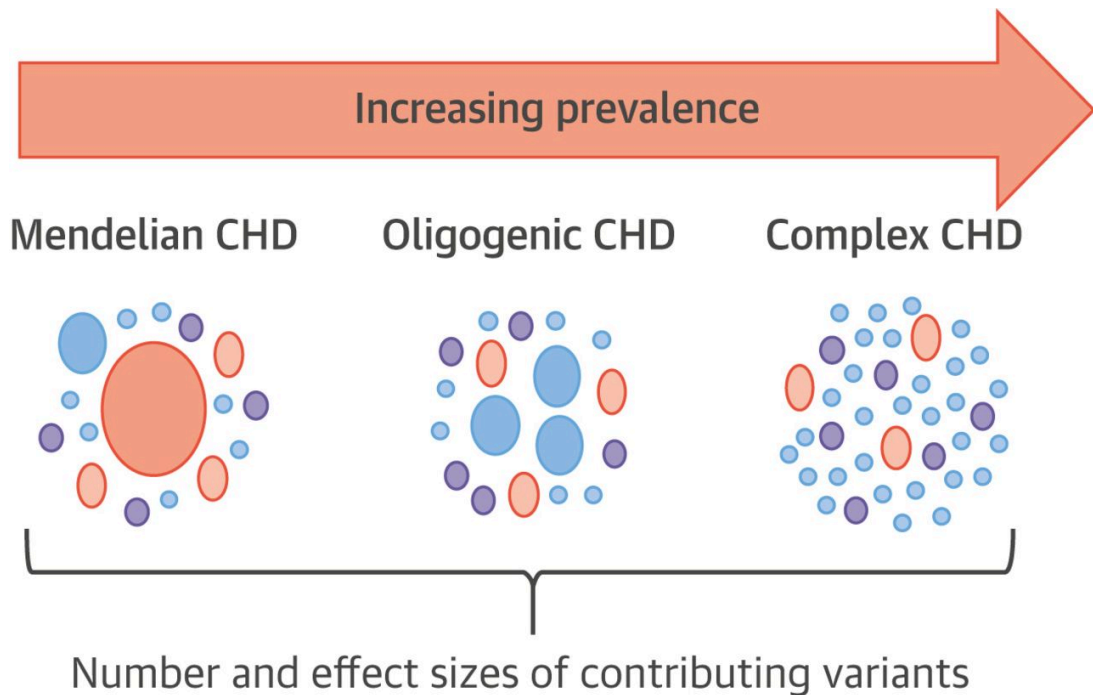 Increasing prevalence
Mendelian CHD
Oligogenic CHD
Complex CHD
Number and effect sizes of contributing variants